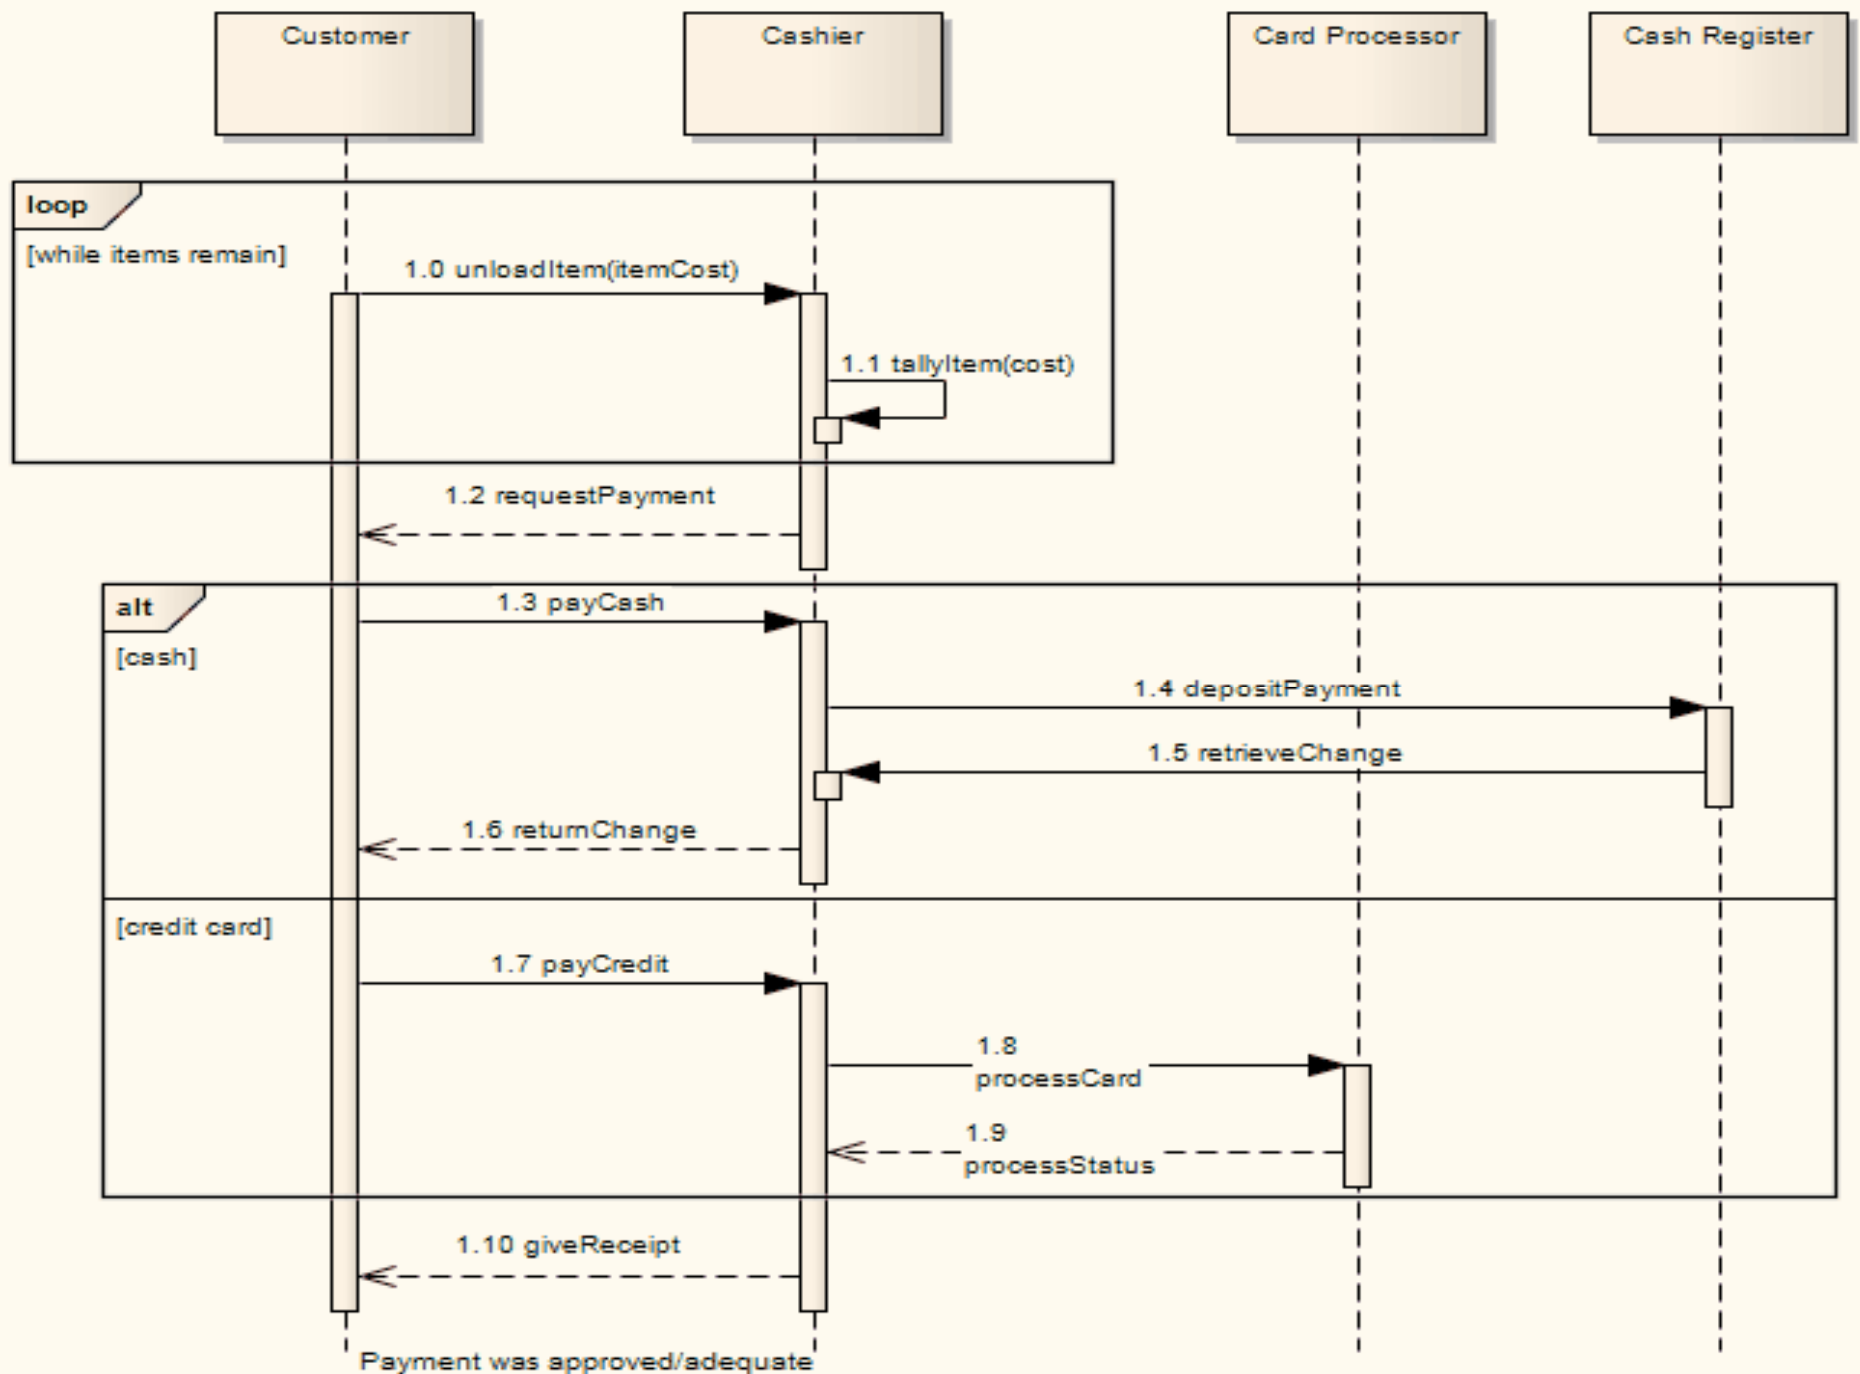 Customer
Cashier
Card Processor
Cash Register
loop
[while items remain]
1.0 unloadItem(itemCost)
1.1 tallyItem(cost)
1.2 requestPayment
alt
1.3 payCash
[cash]
1.4 depositPayment
1.5 retrieveChange
1.6 returnChange
[credit card]
1.7 payCredit
1.8
processCard
1.9
processStatus
1.10 giveReceipt
Payment was approved/adequate